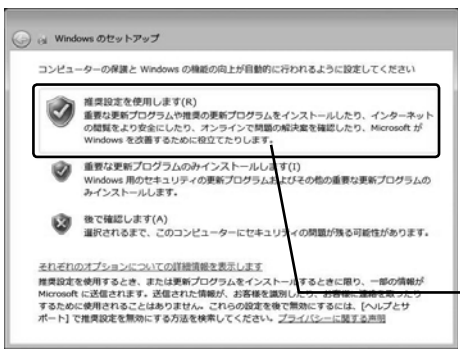 Windows のセットアップ
コンピューターの保護と Windows の機能の向上が自動的に行われるように設定してください
推奨設定を使用します(R)
重要な更新プログラムや推奨の更新プログラムをインストールしたり、インターネット
の閲覧をより安全にしたり、オンラインで問題の解決策を確認したり、Microsoft が
Windows を改善するために役立てたりします。
重要な更新プログラムのみインストールします(I)
Windows 用のセキュリティの更新プログラムおよびその他の重要な更新プログラムの
みインストールします。
後で確認します(A)
選択されるまで、このコンピューターにセキュリティの問題が残る可能性があります。
それぞれのオプションについての詳細情報を表示します
推奨設定を使用するとき、または更新プログラムをインストールするときに限り、一部の情報が
Microsoft に送信されます。送信された情報が、お客様を識別したり、お客様に連絡を取ったり
するために使用されることはありません。これらの設定を後で無効にするには、[ヘルプとサ
ポート] で推奨設定を無効にする方法を検索してください。プライバシーに関する声明